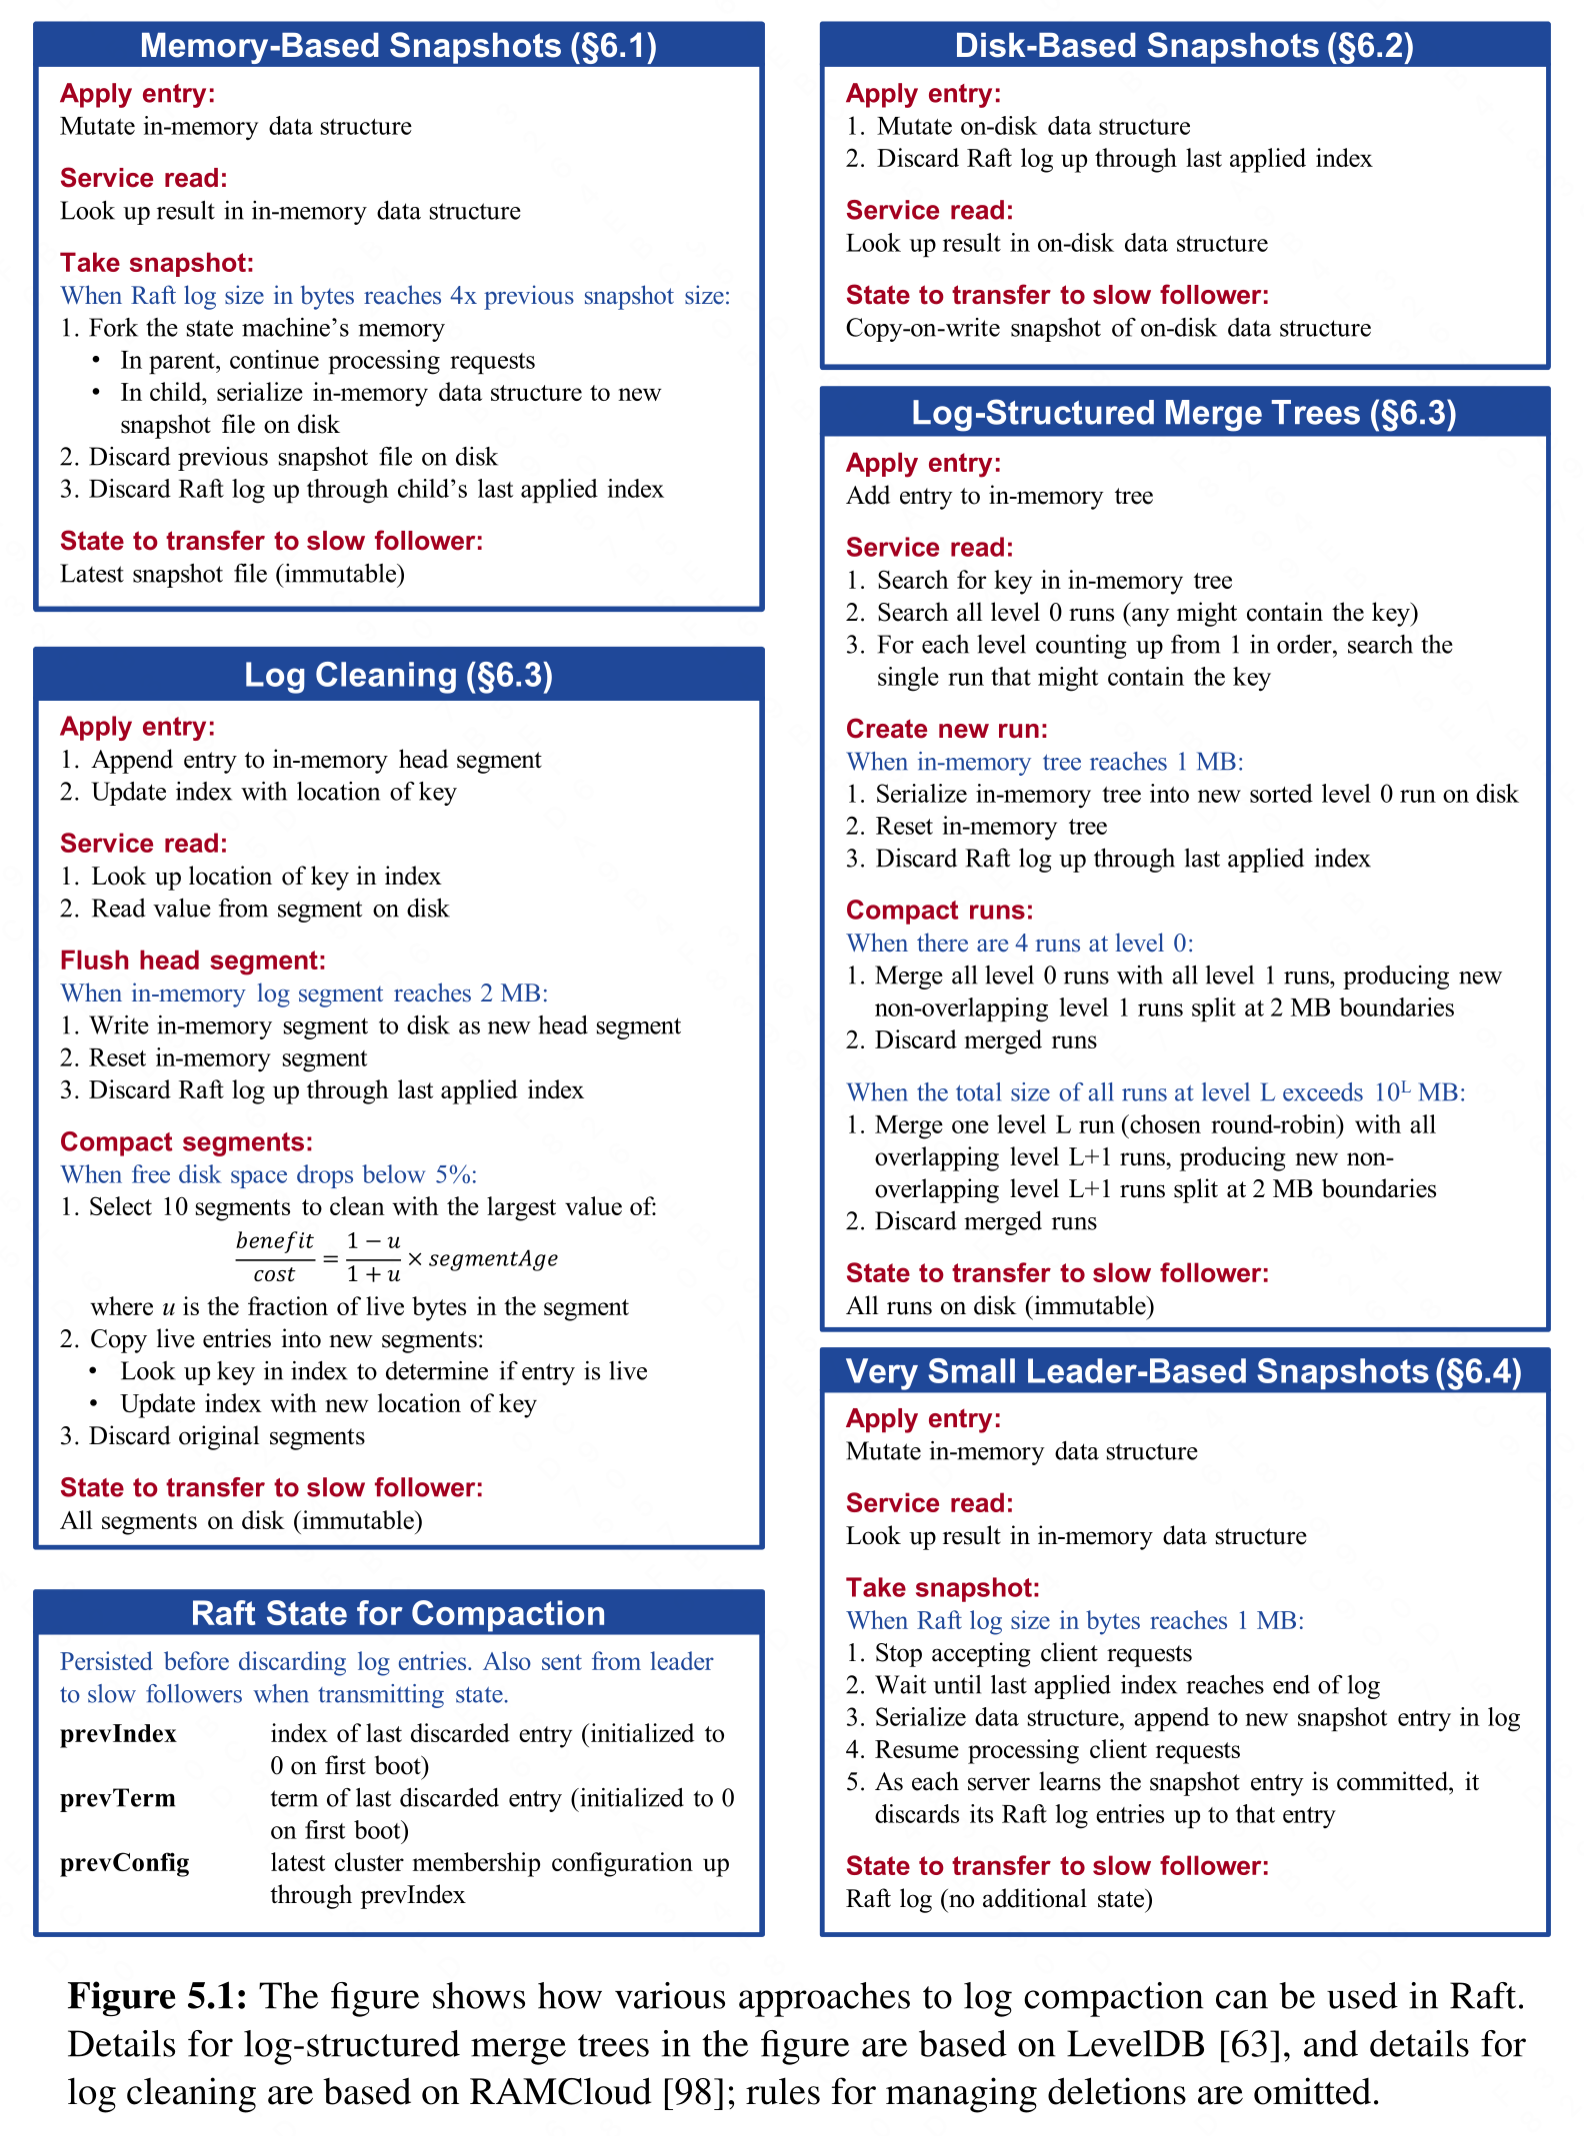 Memory-Based Snapshots (§6.1)
Apply entry:
Mutate in-memory data structure
Service read:
Look up result in in-memory data structure
Take snapshot:
When Raft log size in bytes reaches 4x previous snapshot size:
1. Fork the state machine's memory
• In parent, continue processing requests
• In child, serialize in-memory data structure to new
snapshot file on disk
2. Discard previous snapshot file on disk
3. Discard Raft log up through child's last applied index
State to transfer to slow follower:
Latest snapshot file (immutable)
Log Cleaning (§6.3)
Apply entry:
1. Append entry to in-memory head segment
2. Update index with location of key
Service read:
1. Look up location of key in index
2. Read value from segment on disk
Flush head segment:
When in-memory log segment reaches 2 MB:
1. Write in-memory segment to disk as new head segment
2. Reset in-memory segment
3. Discard Raft log up through last applied index
Compact segments:
When free disk space drops below 5%:
1. Select 10 segments to clean with the largest value of:
benefit/cost = (1 − u)/(1 + u) × segmentAge
where u is the fraction of live bytes in the segment
2. Copy live entries into new segments:
• Look up key in index to determine if entry is live
• Update index with new location of key
3. Discard original segments
State to transfer to slow follower:
All segments on disk (immutable)
Raft State for Compaction
Persisted before discarding log entries. Also sent from leader
to slow followers when transmitting state.
prevIndex index of last discarded entry (initialized to
0 on first boot)
prevTerm term of last discarded entry (initialized to 0
on first boot)
prevConfig latest cluster membership configuration up
through prevIndex
Disk-Based Snapshots (§6.2)
Apply entry:
1. Mutate on-disk data structure
2. Discard Raft log up through last applied index
Service read:
Look up result in on-disk data structure
State to transfer to slow follower:
Copy-on-write snapshot of on-disk data structure
Log-Structured Merge Trees (§6.3)
Apply entry:
Add entry to in-memory tree
Service read:
1. Search for key in in-memory tree
2. Search all level 0 runs (any might contain the key)
3. For each level counting up from 1 in order, search the
single run that might contain the key
Create new run:
When in-memory tree reaches 1 MB:
1. Serialize in-memory tree into new sorted level 0 run on disk
2. Reset in-memory tree
3. Discard Raft log up through last applied index
Compact runs:
When there are 4 runs at level 0:
1. Merge all level 0 runs with all level 1 runs, producing new
non-overlapping level 1 runs split at 2 MB boundaries
2. Discard merged runs
When the total size of all runs at level L exceeds 10ᴸ MB:
1. Merge one level L run (chosen round-robin) with all
overlapping level L+1 runs, producing new non-
overlapping level L+1 runs split at 2 MB boundaries
2. Discard merged runs
State to transfer to slow follower:
All runs on disk (immutable)
Very Small Leader-Based Snapshots (§6.4)
Apply entry:
Mutate in-memory data structure
Service read:
Look up result in in-memory data structure
Take snapshot:
When Raft log size in bytes reaches 1 MB:
1. Stop accepting client requests
2. Wait until last applied index reaches end of log
3. Serialize data structure, append to new snapshot entry in log
4. Resume processing client requests
5. As each server learns the snapshot entry is committed, it
discards its Raft log entries up to that entry
State to transfer to slow follower:
Raft log (no additional state)
Figure 5.1: The figure shows how various approaches to log compaction can be used in Raft.
Details for log-structured merge trees in the figure are based on LevelDB [63], and details for
log cleaning are based on RAMCloud [98]; rules for managing deletions are omitted.